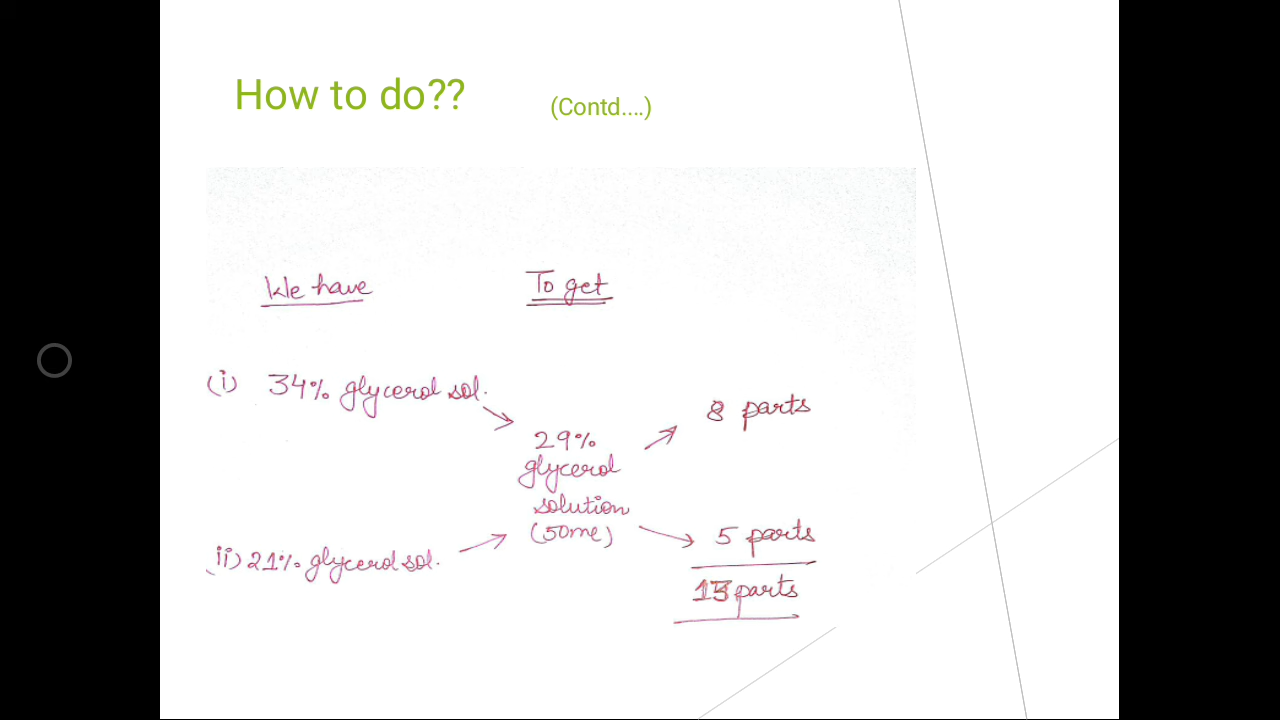 How to do?? (Contd....)
We have To get
(i) 34% glycerol sol.
8 parts
29%
glycerol
solution
(50ml)
ii) 21% glycerol sol.
5 parts
13 parts